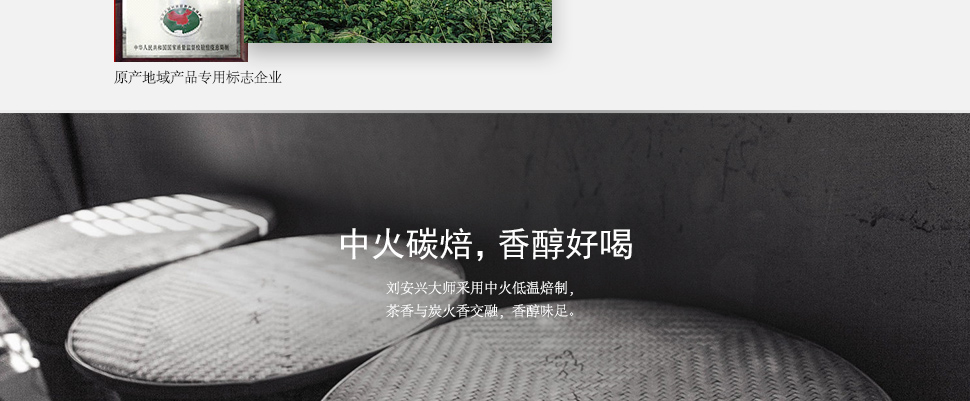 中华人民共和国国家质量监督检验检疫总局制
原产地域产品专用标志企业
中火碳焙，香醇好喝
刘安兴大师采用中火低温焙制，
茶香与炭火香交融，香醇味足。